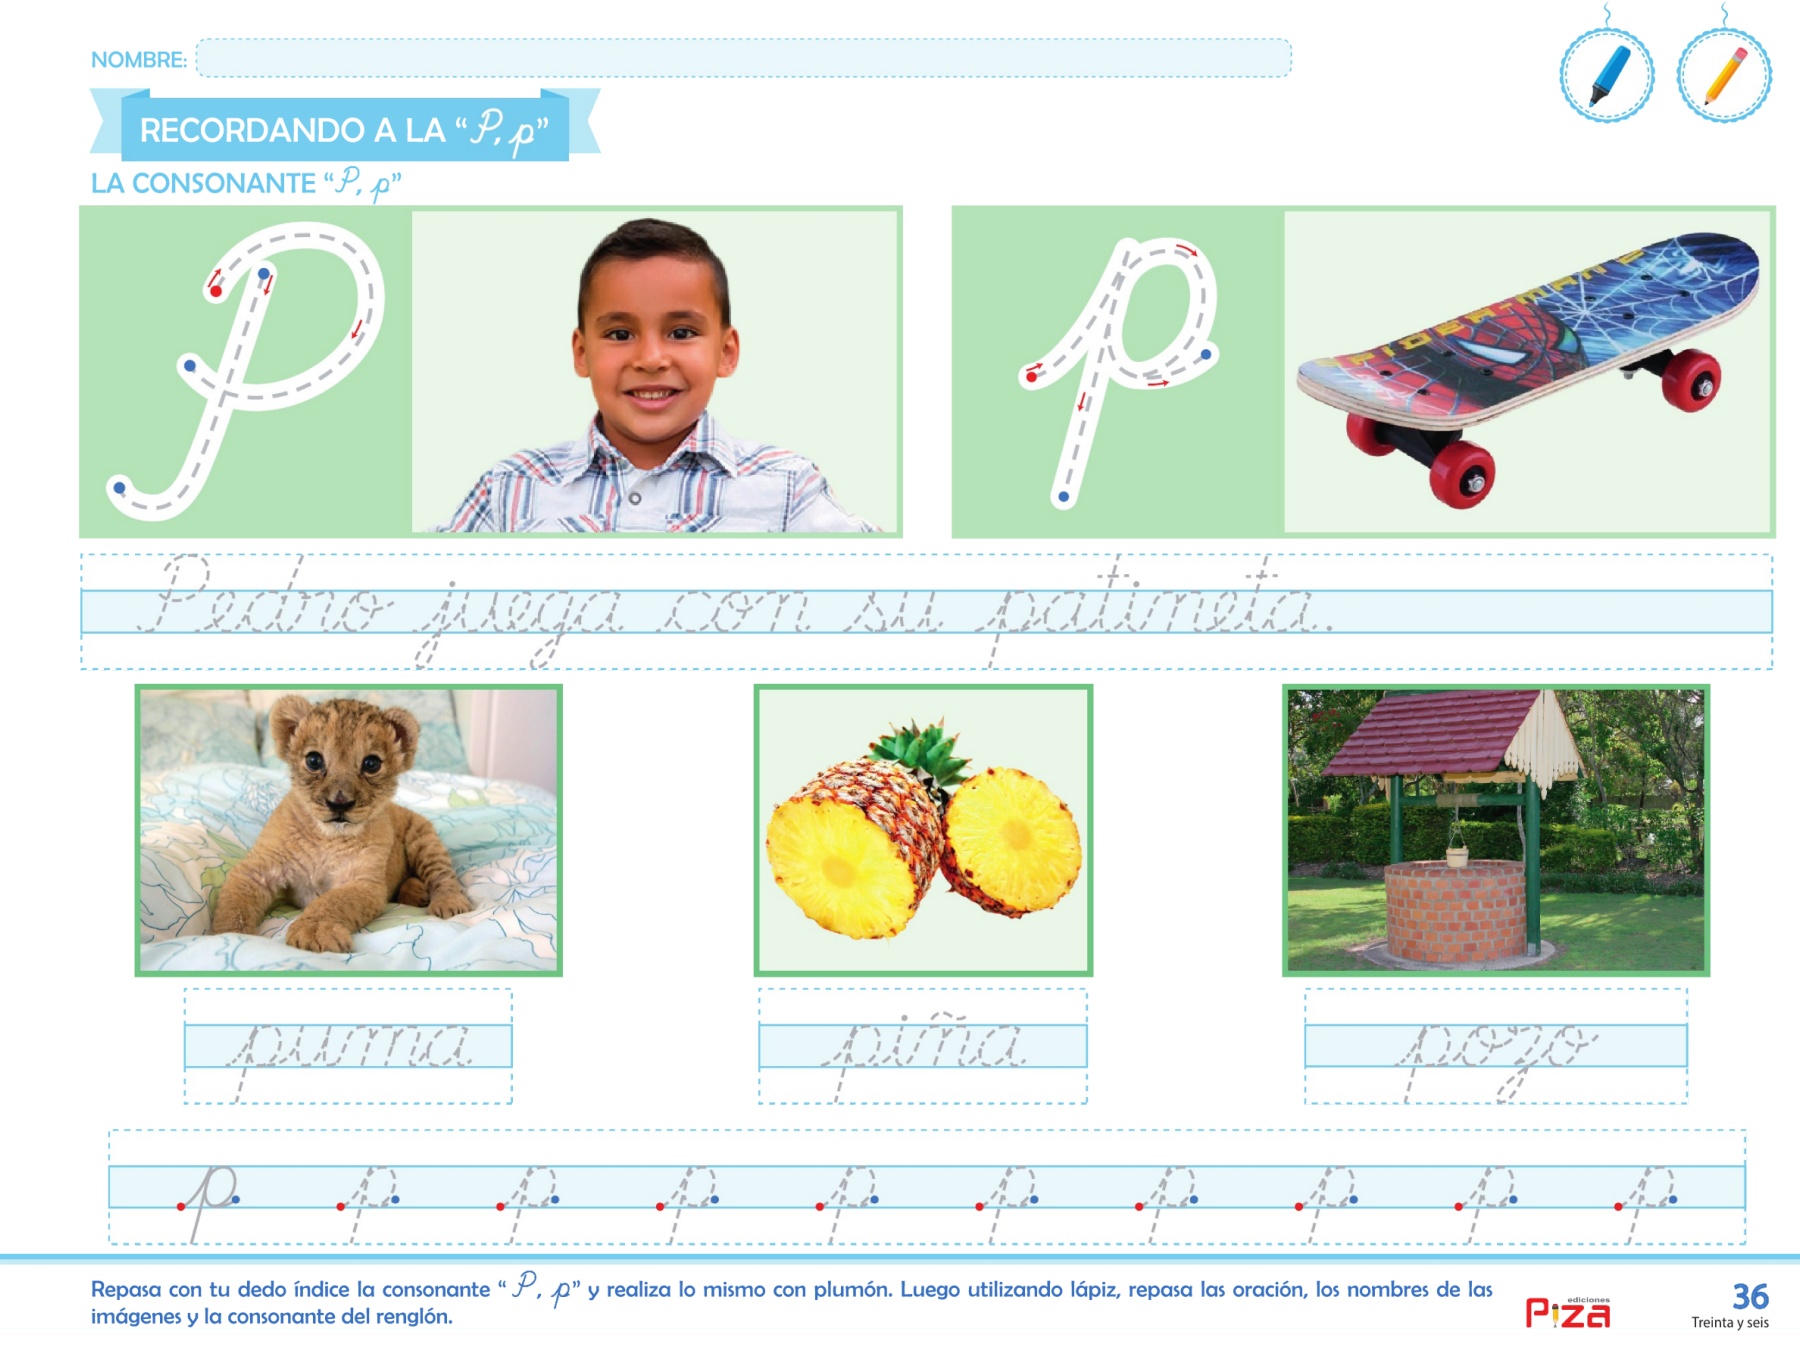 NOMBRE:
RECORDANDO A LA “P, p”
LA CONSONANTE “P, p”
P
p
SPIDERMAN
Pedro juega con su patineta.
puma
piña
pozo
p p p p p p p p p p
Repasa con tu dedo índice la consonante “ P, p” y realiza lo mismo con plumón. Luego utilizando lápiz, repasa las oración, los nombres de las
imágenes y la consonante del renglón.
ediciones
PIZA
36
Treinta y seis